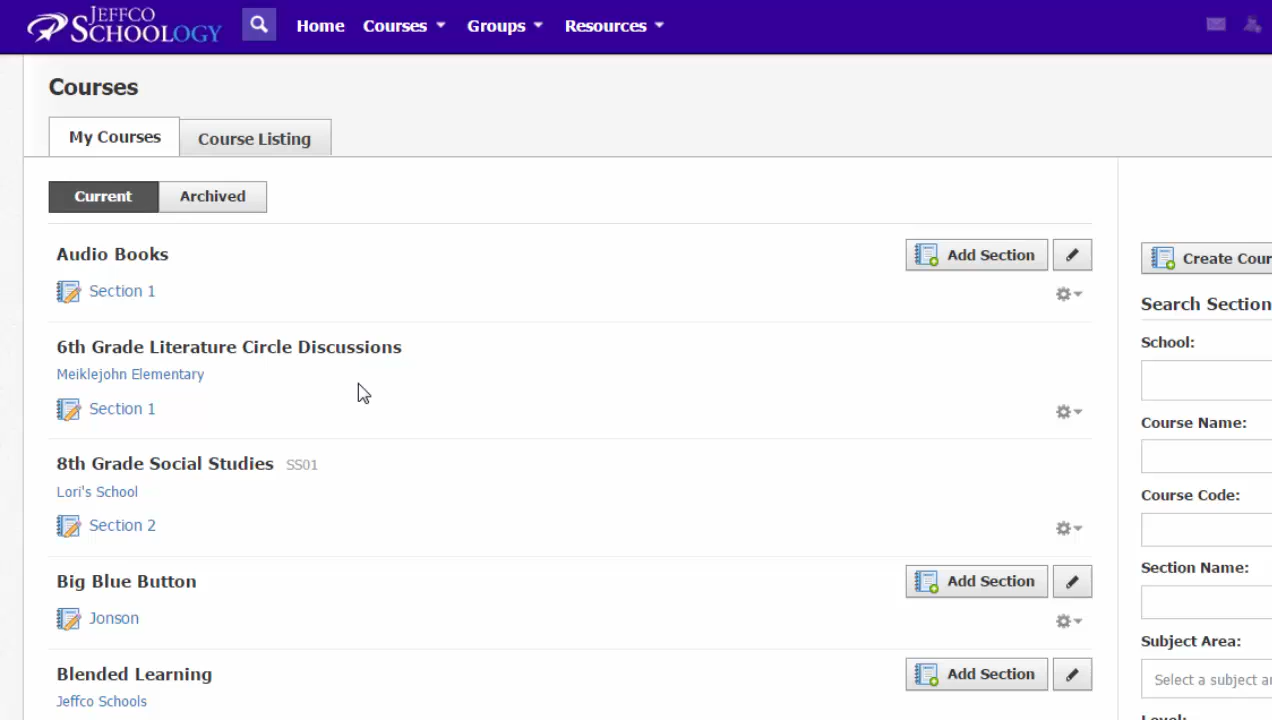 JEFFCO
SCHOOLOGY
Home Courses Groups Resources
Courses
My Courses Course Listing
Current Archived
Audio Books Add Section
Section 1
6th Grade Literature Circle Discussions
Meiklejohn Elementary
Section 1
8th Grade Social Studies SS01
Lori's School
Section 2
Big Blue Button Add Section
Jonson
Blended Learning Add Section
Jeffco Schools
Create Cour
Search Section
School:
Course Name:
Course Code:
Section Name:
Subject Area:
Select a subject a
Level: